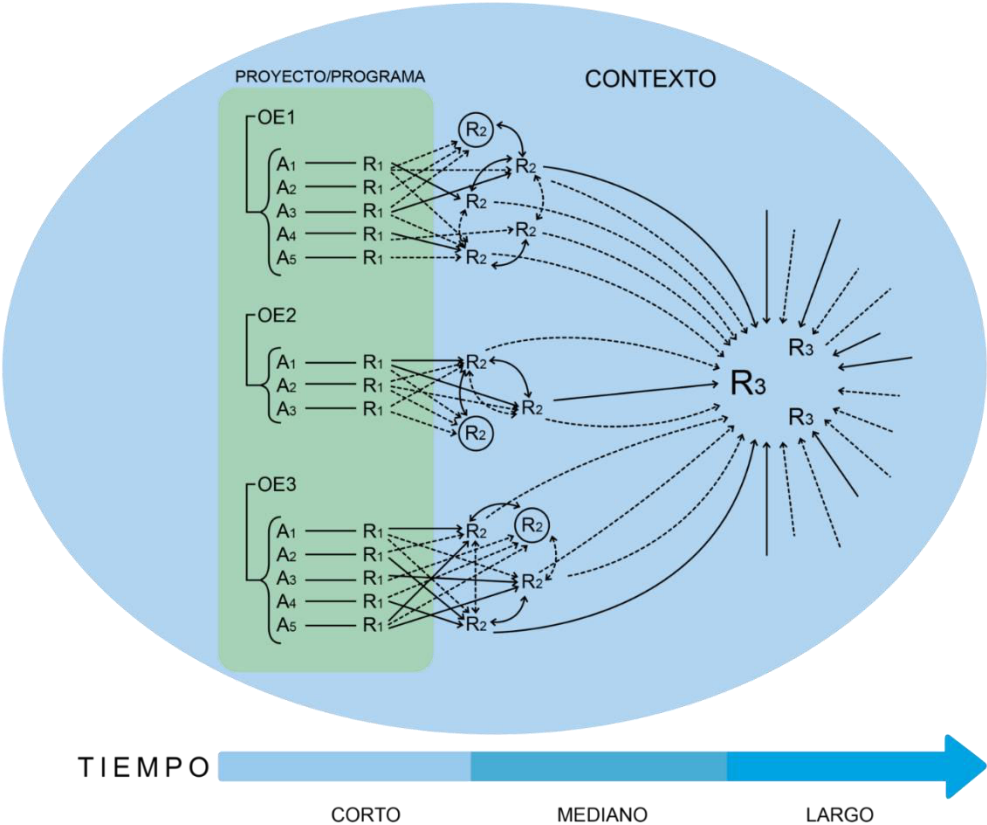 PROYECTO/PROGRAMA
CONTEXTO
OE1
A1 R1
A2 R1
A3 R1
A4 R1
A5 R1
R2
R2
R2
R2
R2
OE2
A1 R1
A2 R1
A3 R1
R2
R2
R2
R3
R3
R3
OE3
A1 R1
A2 R1
A3 R1
A4 R1
A5 R1
R2
R2
R2
R2
TIEMPO
CORTO MEDIANO LARGO